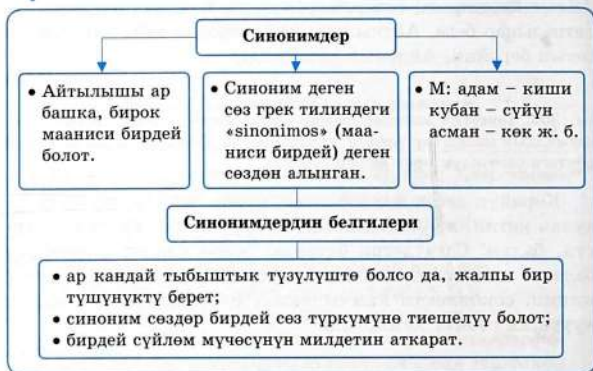 Синонимдер
• Айтылышы ар
башка, бирок
мааниси бирдей
болот.
• Синоним деген
сөз грек тилиндеги
«sinonimos» (маа-
ниси бирдей) деген
сөздөн алынган.
• М: адам – киши
кубан – сүйүн
асман – көк ж. б.
Синонимдердин белгилери
• ар кандай тыбыштык түзүлүштө болсо да, жалпы бир
түшүнүктү берет;
• синоним сөздөр бирдей сөз түркүмүнө тиешелүү болот;
• бирдей сүйлөм мүчөсүнүн милдетин аткарат.